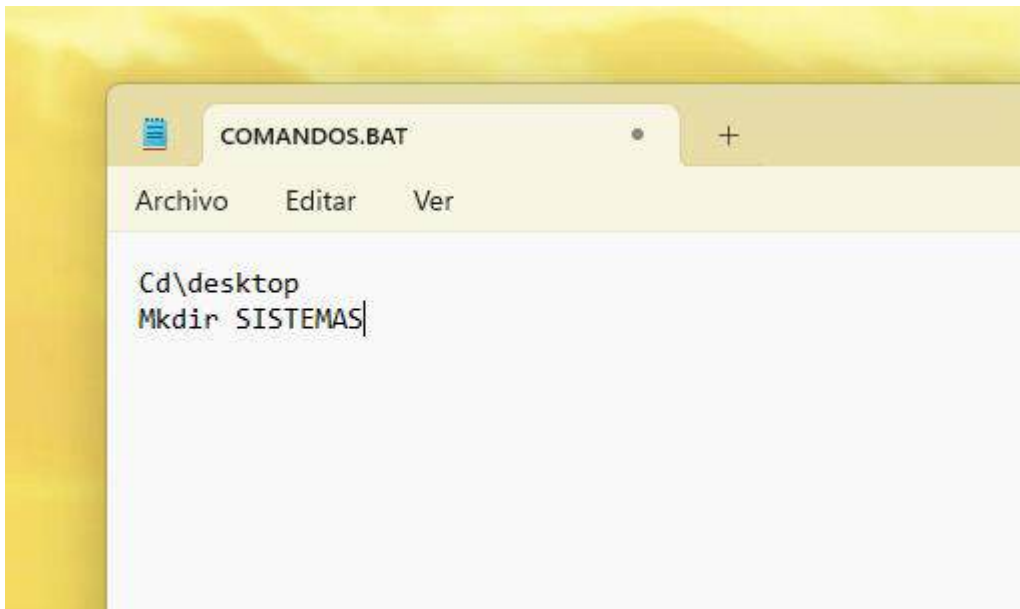 COMANDOS.BAT
Archivo Editar Ver
Cd\desktop
Mkdir SISTEMAS